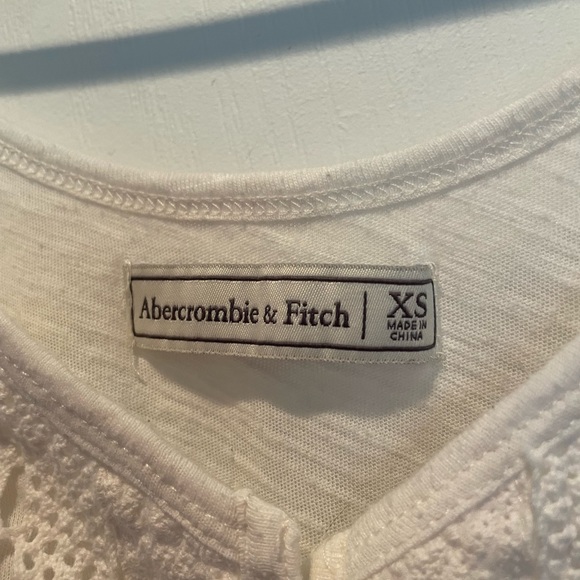 Abercrombie & Fitch | XS
MADE IN
CHINA